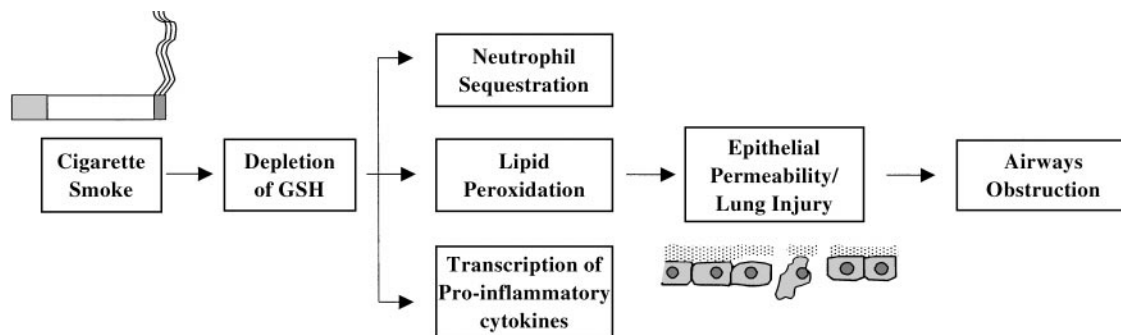 Cigarette
Smoke
Depletion
of GSH
Neutrophil
Sequestration
Lipid
Peroxidation
Transcription of
Pro-inflammatory
cytokines
Epithelial
Permeability/
Lung Injury
Airways
Obstruction